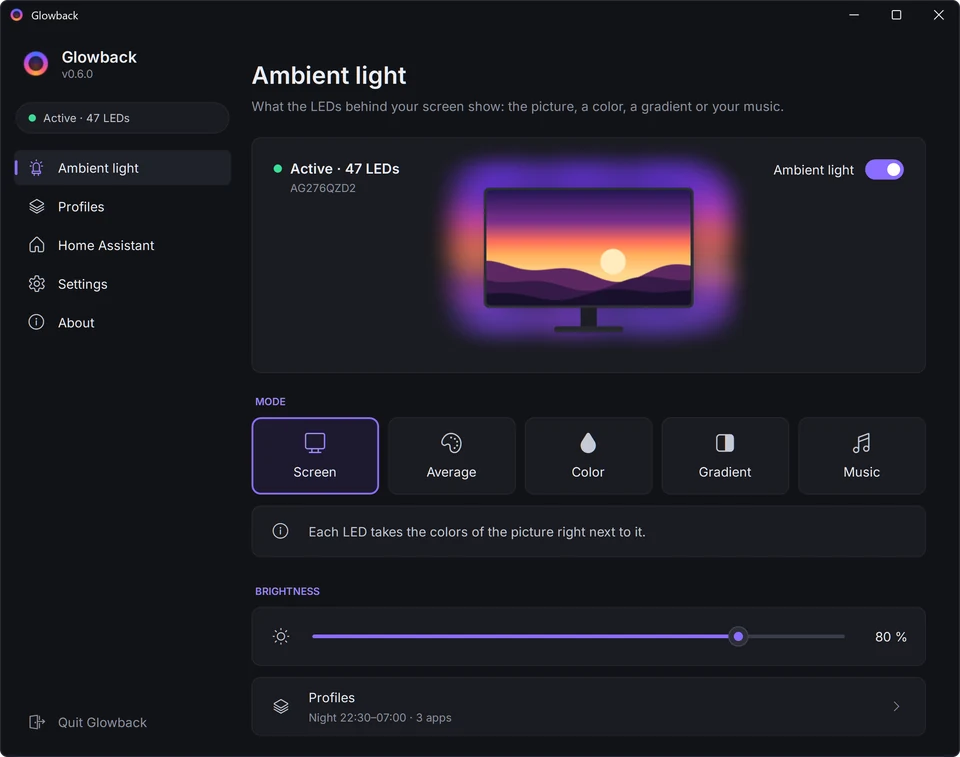 Glowback
Glowback
v0.6.0
Active · 47 LEDs
Ambient light
Profiles
Home Assistant
Settings
About
Quit Glowback
Ambient light
What the LEDs behind your screen show: the picture, a color, a gradient or your music.
Active · 47 LEDs
AG276QZD2
Ambient light
MODE
Screen
Average
Color
Gradient
Music
Each LED takes the colors of the picture right next to it.
BRIGHTNESS
80 %
Profiles
Night 22:30–07:00 · 3 apps